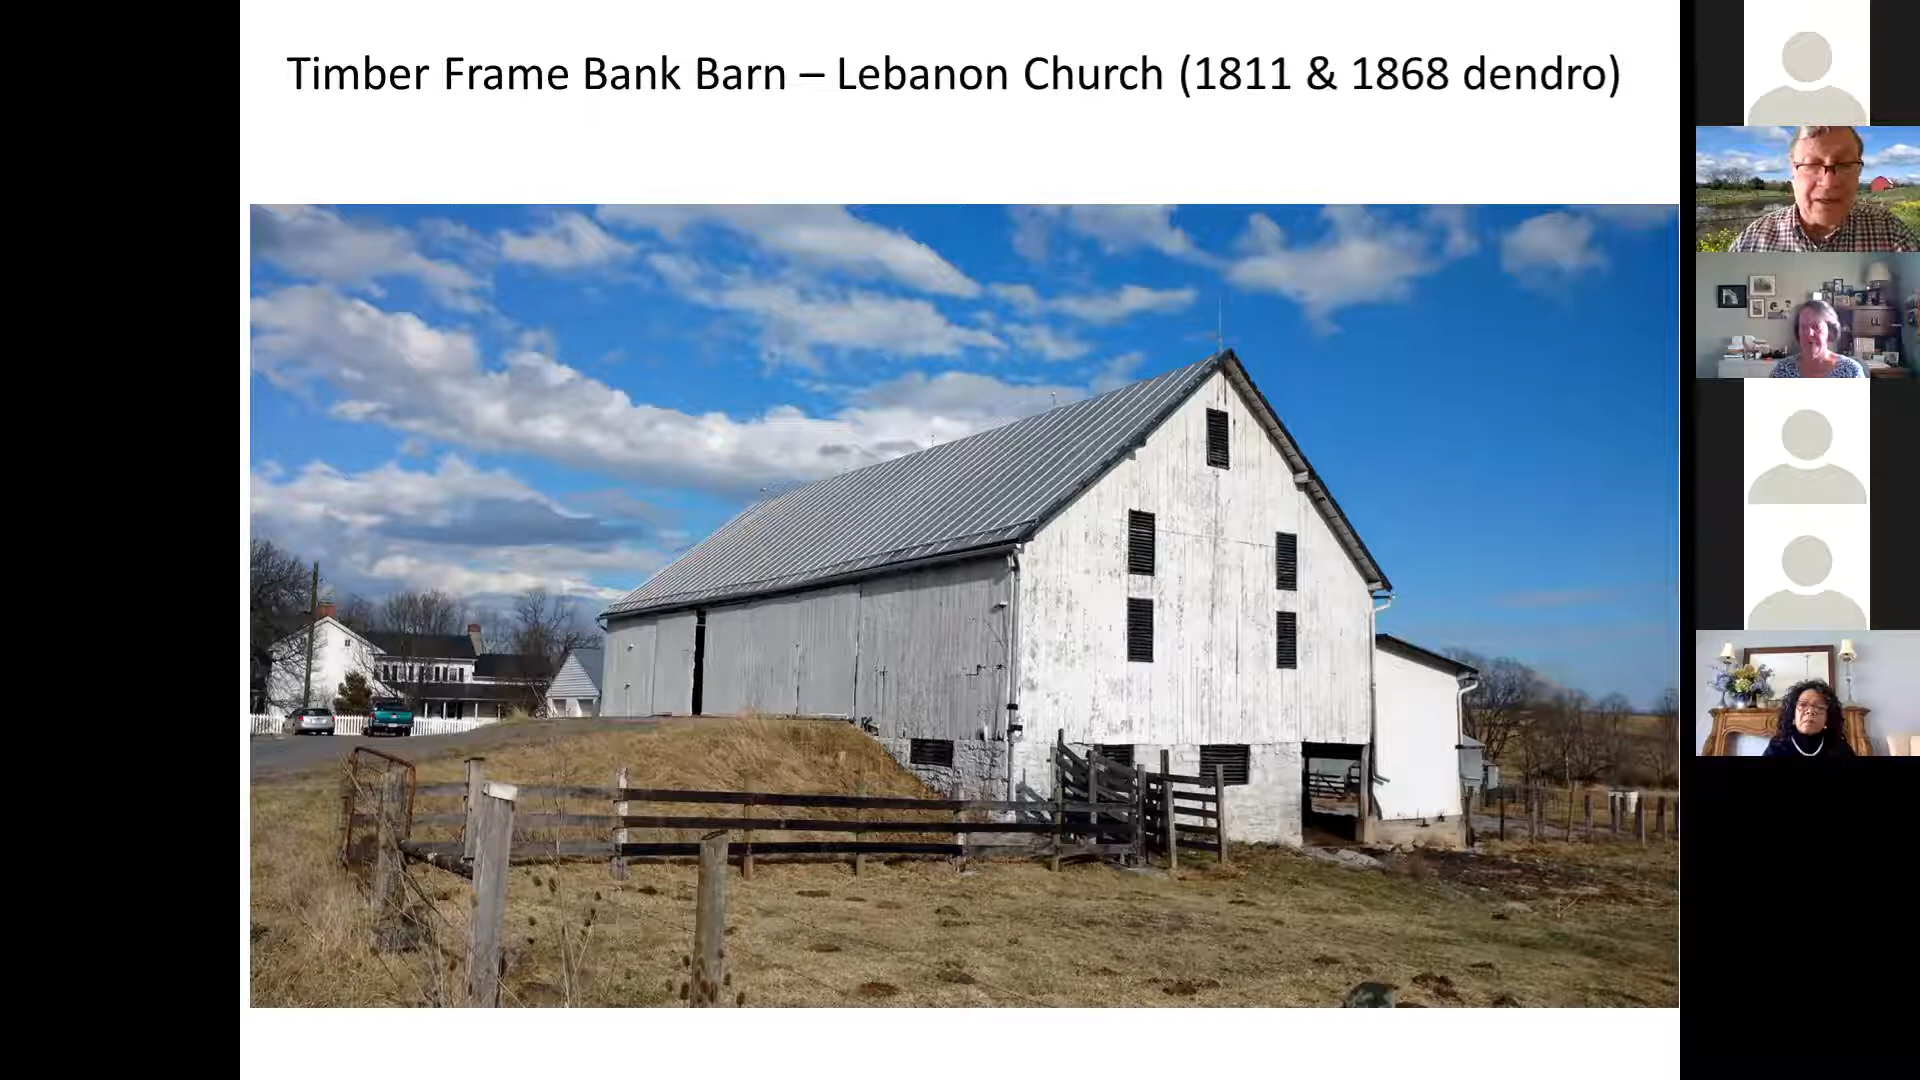 Timber Frame Bank Barn – Lebanon Church (1811 & 1868 dendro)